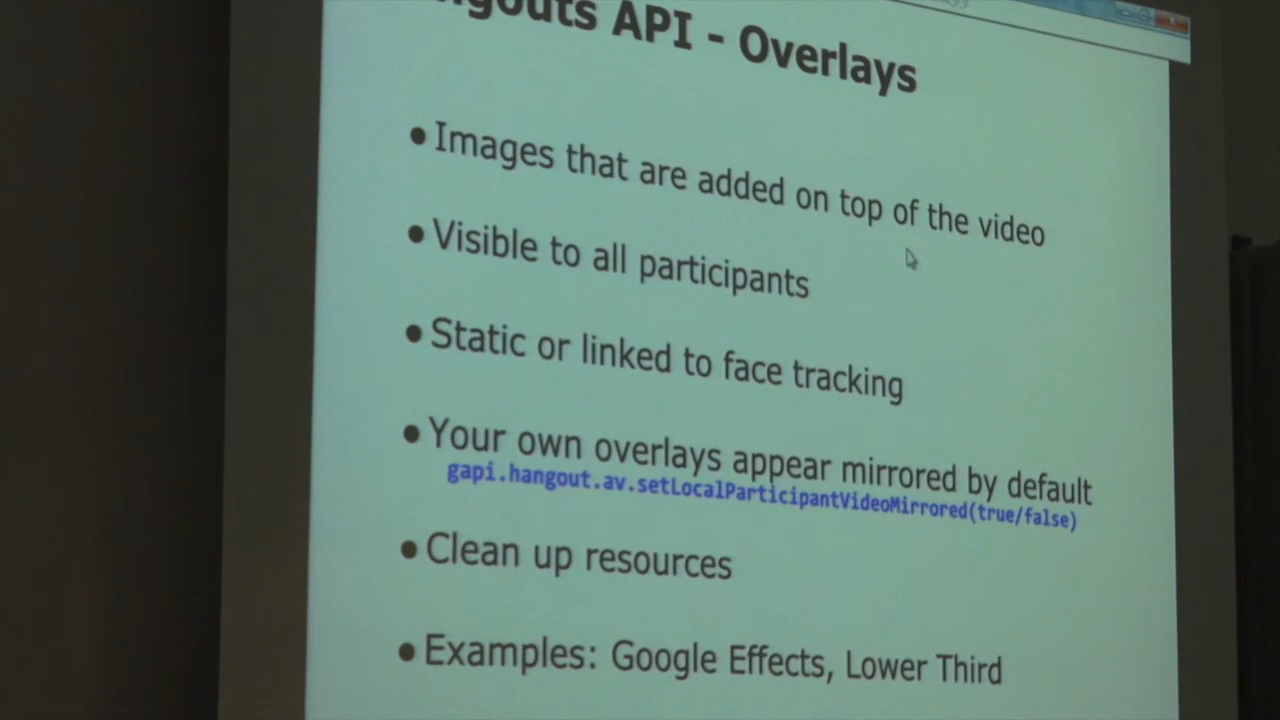 ngouts API - Overlays
● Images that are added on top of the video
● Visible to all participants
● Static or linked to face tracking
● Your own overlays appear mirrored by default
gapi.hangout.av.setLocalParticipantVideoMirrored(true/false)
● Clean up resources
● Examples: Google Effects, Lower Third